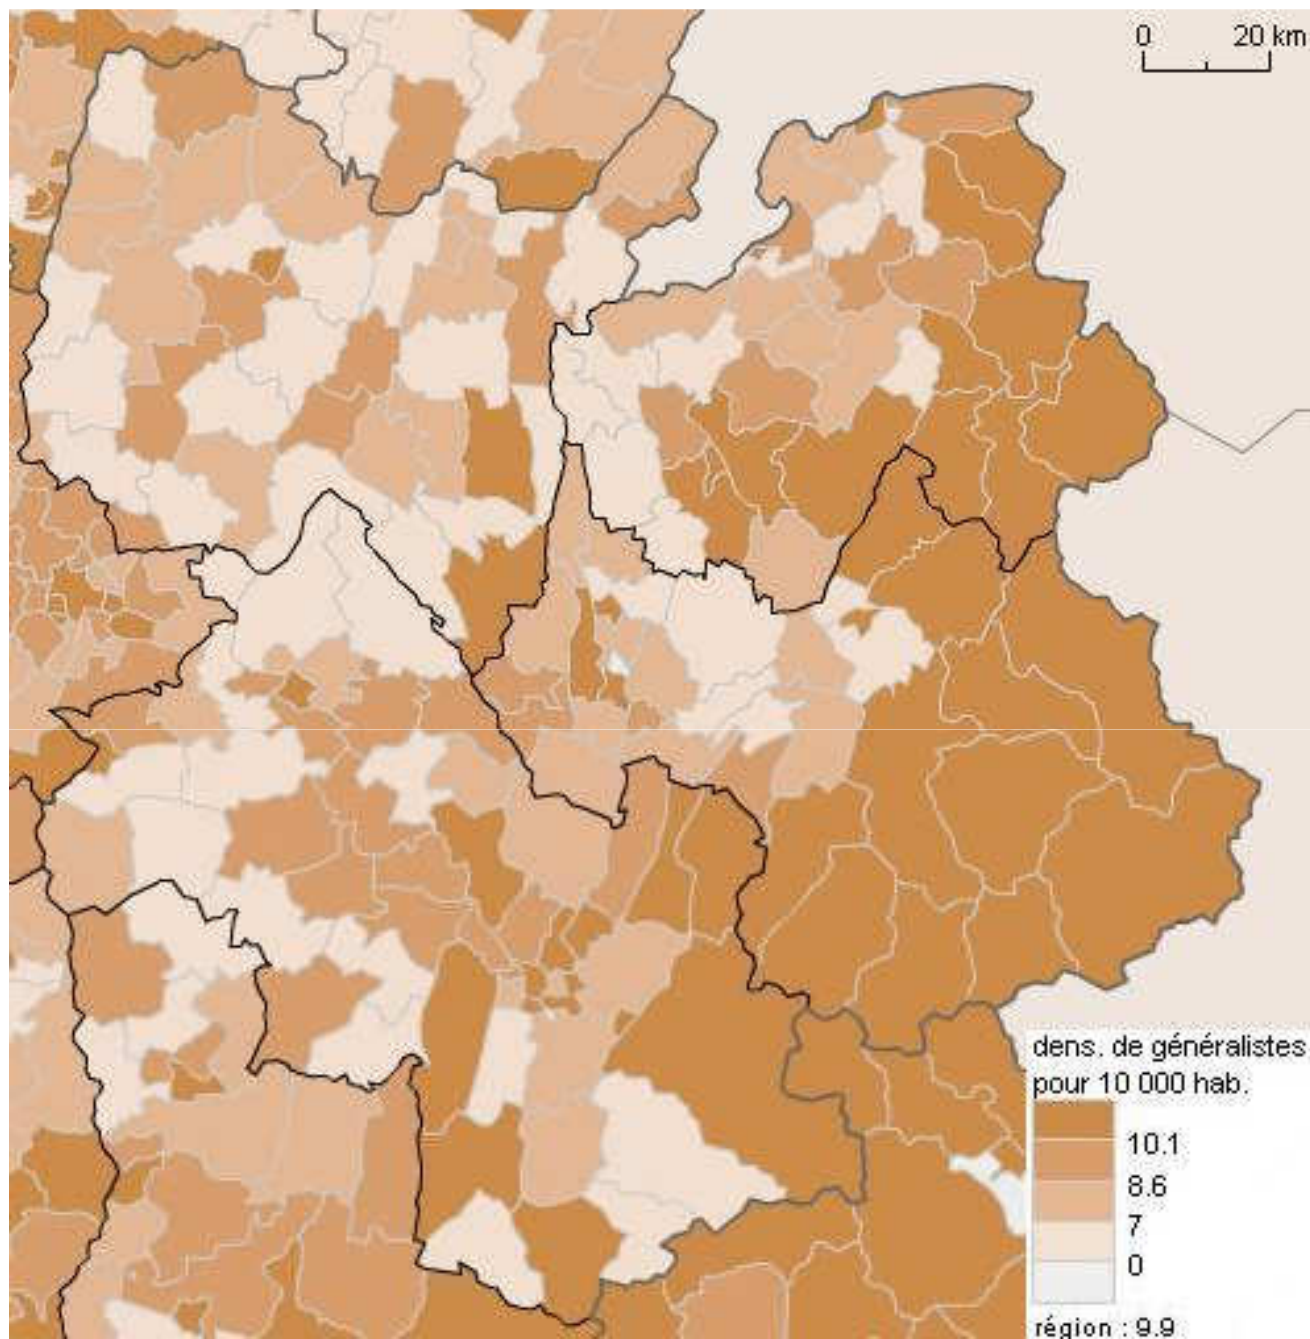 0 20 km
dens. de généralistes
pour 10 000 hab.
10.1
8.6
7
0
région : 9.9